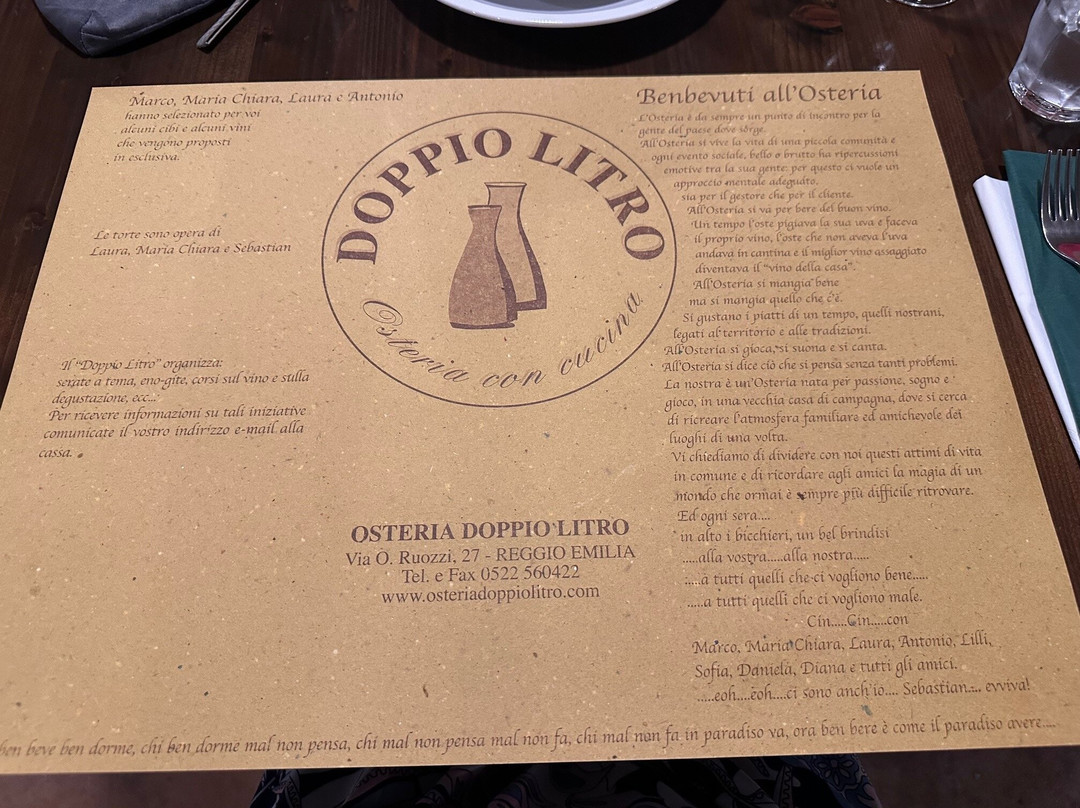 Marco, Maria Chiara, Laura e Antonio
hanno selezionato per voi
alcuni cibi e alcuni vini
che vengono proposti
in esclusiva.
Le torte sono opera di
Laura, Maria Chiara e Sebastian
Il "Doppio Litro" organizza:
serate a tema, eno-gite, corsi sul vino e sulla
degustazione, ecc...
Per ricevere informazioni su tali iniziative
comunicate il vostro indirizzo e-mail alla
cassa.
DOPPIO LITRO
Osteria con cucina
OSTERIA DOPPIO LITRO
Via O. Ruozzi, 27 - REGGIO EMILIA
Tel. e Fax 0522 560422
www.osteriadoppiolitro.com
Benbevuti all'Osteria
L'Osteria è da sempre un punto di incontro per la
gente del paese dove sorge.
All'Osteria si vive la vita di una piccola comunità e
ogni evento sociale, bello o brutto ha ripercussioni
emotive tra la sua gente: per questo ci vuole un
approccio mentale adeguato,
sia per il gestore che per il cliente.
All'Osteria si va per bere del buon vino.
Un tempo l'oste pigiava la sua uva e faceva
il proprio vino, l'oste che non aveva l'uva
andava in cantina e il miglior vino assaggiato
diventava il "vino della casa".
All'Osteria si mangia bene
ma si mangia quello che c'è.
Si gustano i piatti di un tempo, quelli nostrani,
legati al territorio e alle tradizioni.
All'Osteria si gioca, si suona e si canta.
All'Osteria si dice ciò che si pensa senza tanti problemi.
La nostra è un'Osteria nata per passione, sogno e
gioco, in una vecchia casa di campagna, dove si cerca
di ricreare l'atmosfera familiare ed amichevole dei
luoghi di una volta.
Vi chiediamo di dividere con noi questi attimi di vita
in comune e di ricordare agli amici la magia di un
mondo che ormai è sempre più difficile ritrovare.
Ed ogni sera....
in alto i bicchieri, un bel brindisi
.....alla vostra.....alla nostra.....
.....a tutti quelli che ci vogliono bene.....
.....a tutti quelli che ci vogliono male.
Cin.....Cin.....con
Marco, Maria Chiara, Laura, Antonio, Lilli,
Sofia, Daniela, Diana e tutti gli amici.
.....eoh....eoh....ci sono anch'io.... Sebastian.... evviva!
ben beve ben dorme, chi ben dorme mal non pensa, chi mal non pensa mal non fa, chi mal non fa in paradiso va, ora ben bere è come il paradiso avere....